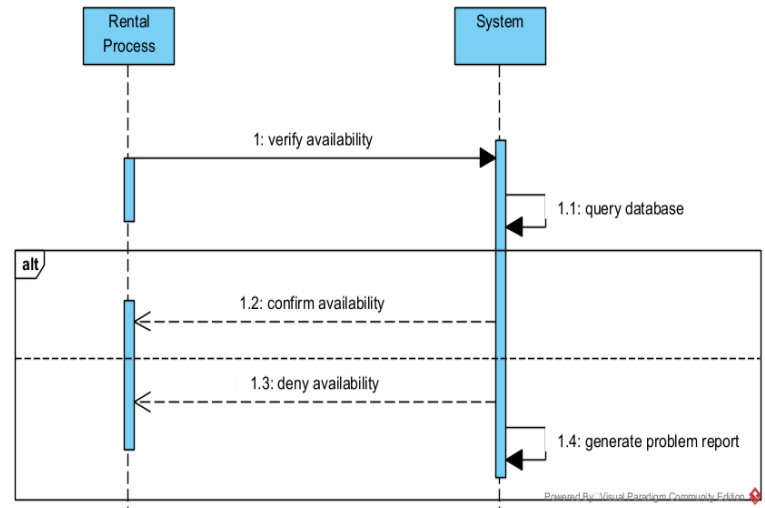 Rental
Process
System
1: verify availability
1.1: query database
alt
1.2: confirm availability
1.3: deny availability
1.4: generate problem report
Powered By: Visual Paradigm Community Edition